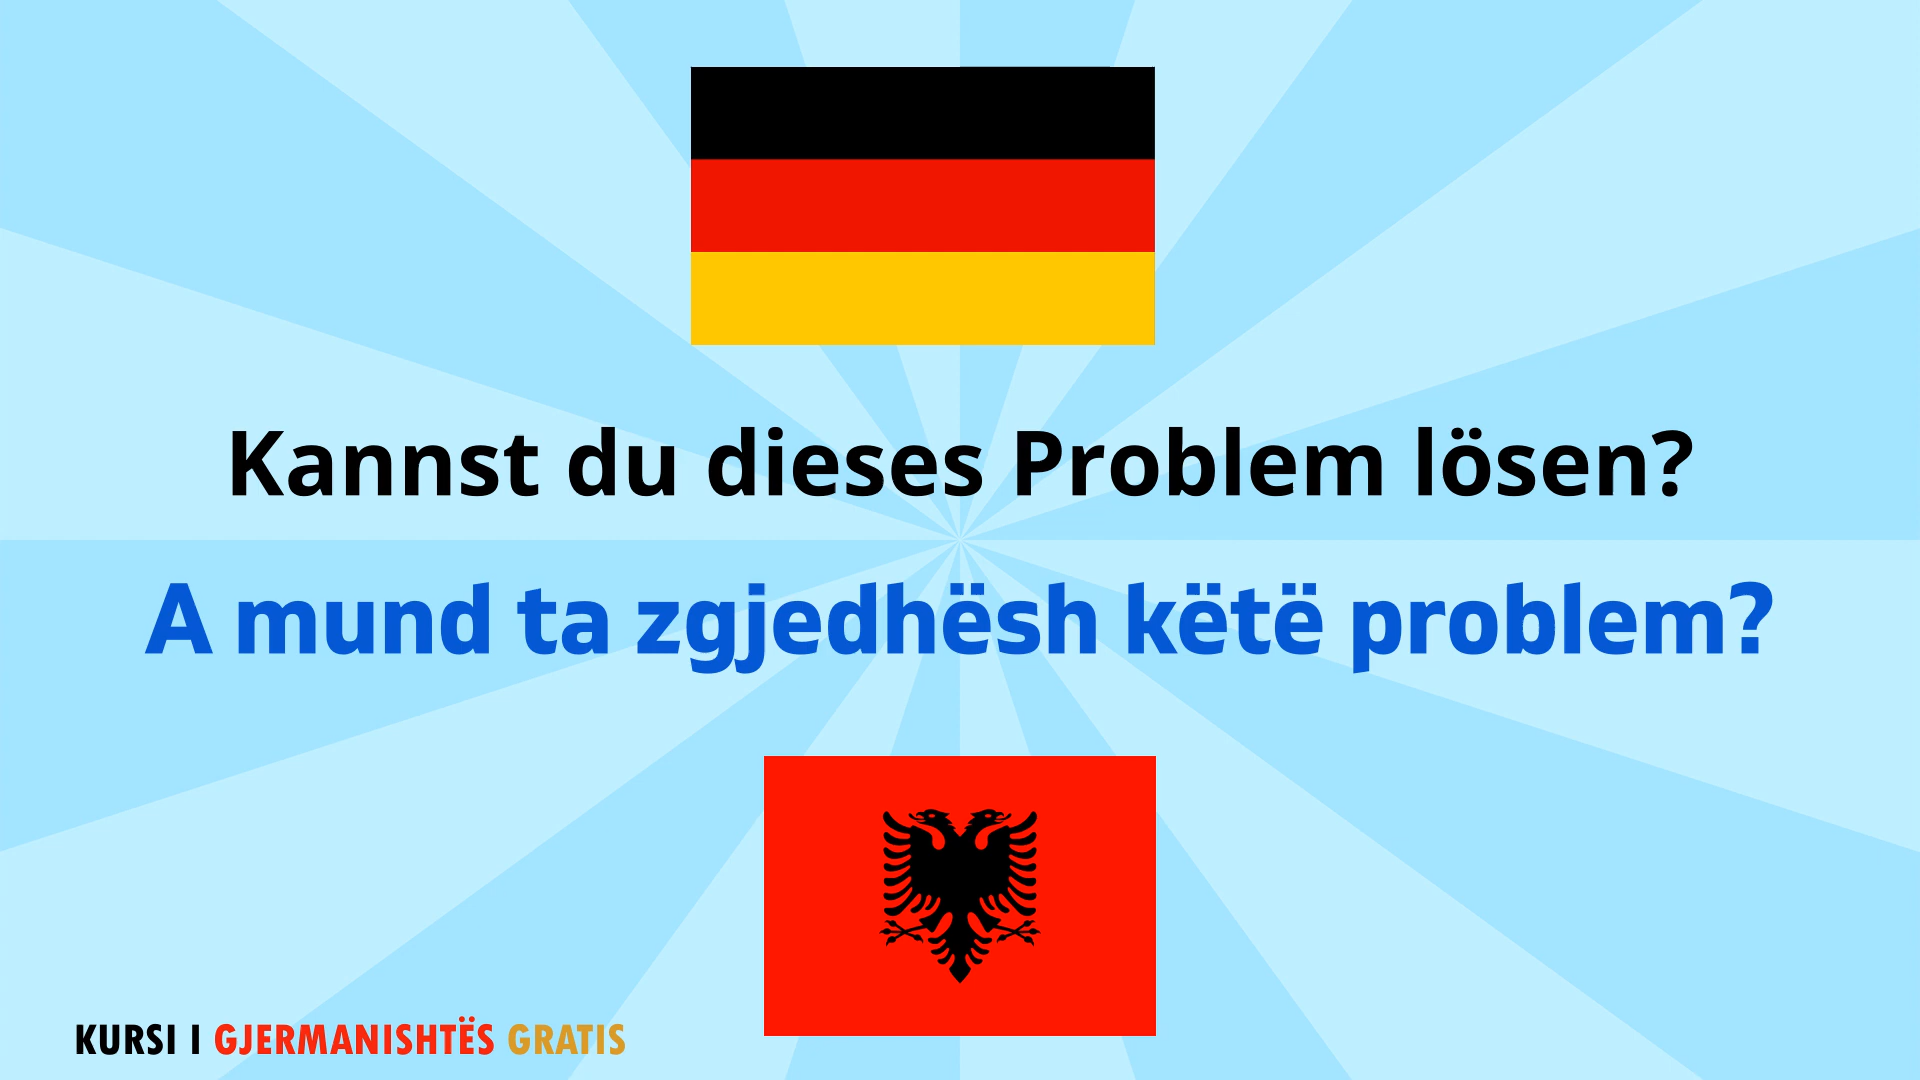 Kannst du dieses Problem lösen?
A mund ta zgjedhësh këtë problem?
KURSI I GJERMANISHTËS GRATIS